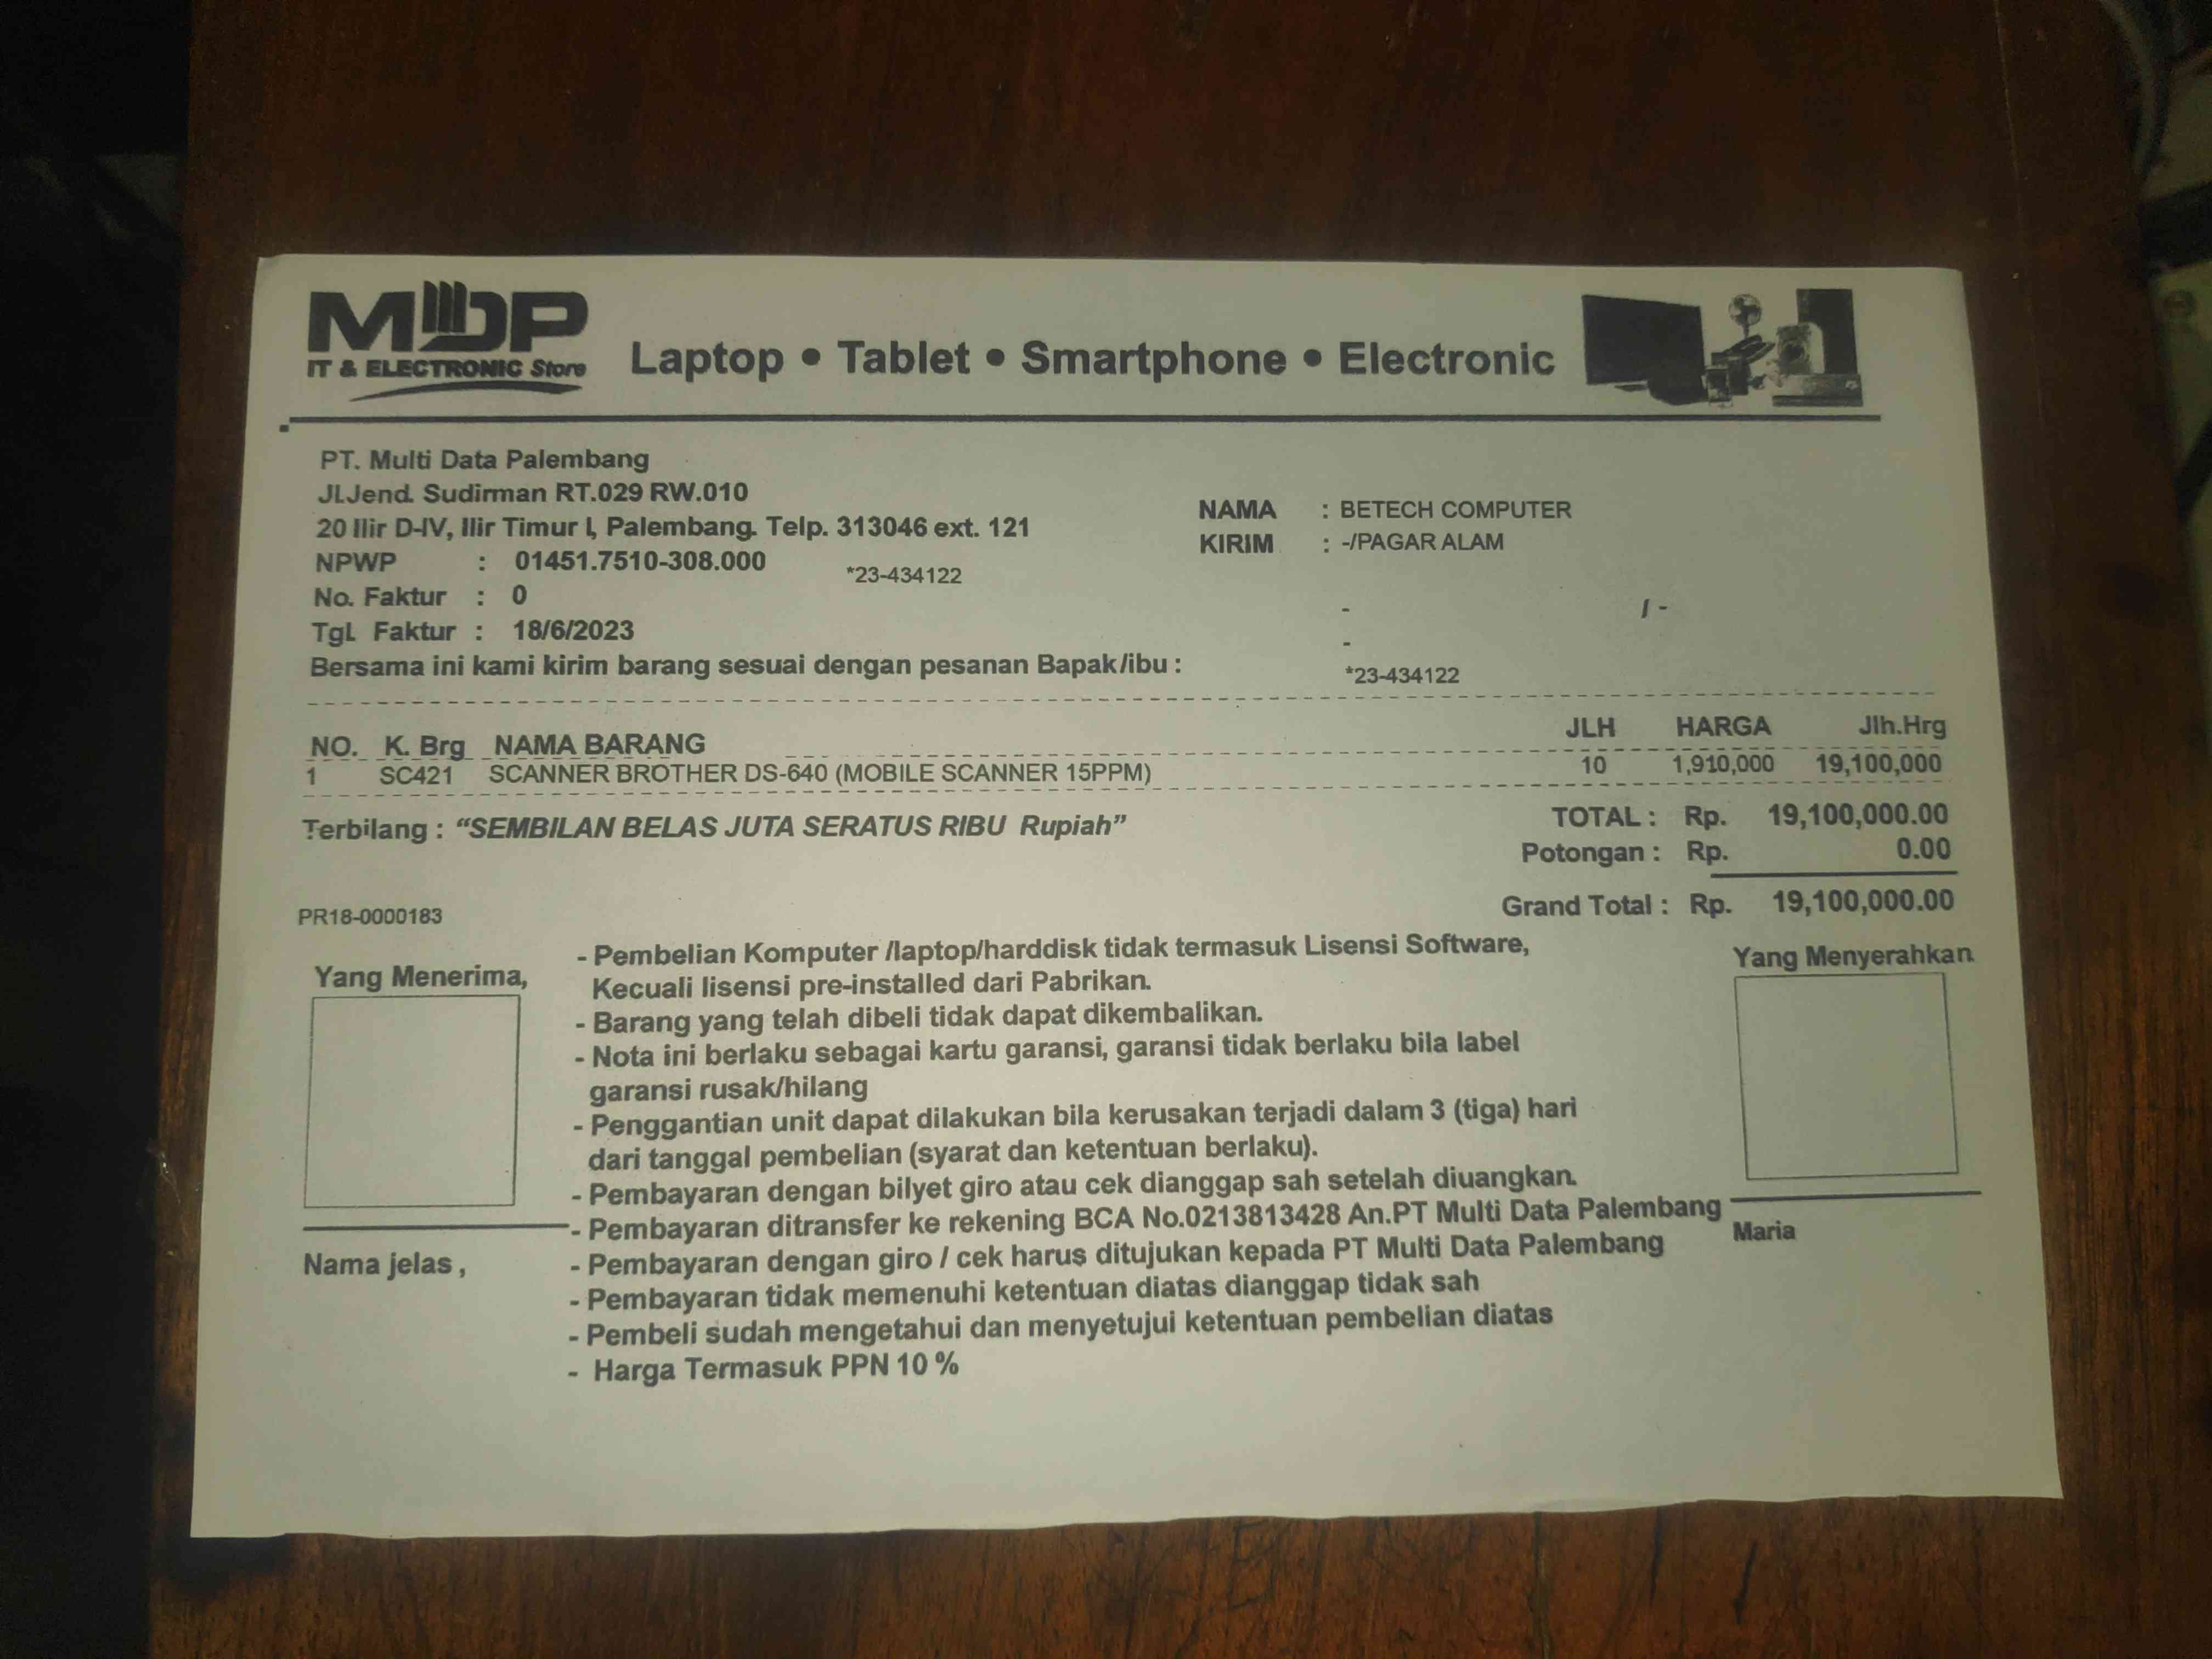 MDP
IT & ELECTRONIC Store
Laptop • Tablet • Smartphone • Electronic
PT. Multi Data Palembang
Jl.Jend. Sudirman RT.029 RW.010
20 Ilir D-IV, Ilir Timur I, Palembang. Telp. 313046 ext. 121
NPWP : 01451.7510-308.000 *23-434122
No. Faktur : 0
Tgl. Faktur : 18/6/2023
Bersama ini kami kirim barang sesuai dengan pesanan Bapak/ibu :
NAMA : BETECH COMPUTER
KIRIM : -/PAGAR ALAM
- / -
-
*23-434122
NO. K. Brg NAMA BARANG JLH HARGA Jlh.Hrg
1 SC421 SCANNER BROTHER DS-640 (MOBILE SCANNER 15PPM) 10 1,910,000 19,100,000
Terbilang : “SEMBILAN BELAS JUTA SERATUS RIBU Rupiah”
TOTAL : Rp. 19,100,000.00
Potongan : Rp. 0.00
Grand Total : Rp. 19,100,000.00
PR18-0000183
Yang Menerima,
- Pembelian Komputer /laptop/harddisk tidak termasuk Lisensi Software,
Kecuali lisensi pre-installed dari Pabrikan.
- Barang yang telah dibeli tidak dapat dikembalikan.
- Nota ini berlaku sebagai kartu garansi, garansi tidak berlaku bila label
garansi rusak/hilang
- Penggantian unit dapat dilakukan bila kerusakan terjadi dalam 3 (tiga) hari
dari tanggal pembelian (syarat dan ketentuan berlaku).
- Pembayaran dengan bilyet giro atau cek dianggap sah setelah diuangkan.
- Pembayaran ditransfer ke rekening BCA No.0213813428 An.PT Multi Data Palembang
- Pembayaran dengan giro / cek harus ditujukan kepada PT Multi Data Palembang
- Pembayaran tidak memenuhi ketentuan diatas dianggap tidak sah
- Pembeli sudah mengetahui dan menyetujui ketentuan pembelian diatas
- Harga Termasuk PPN 10 %
Nama jelas ,
Yang Menyerahkan
Maria